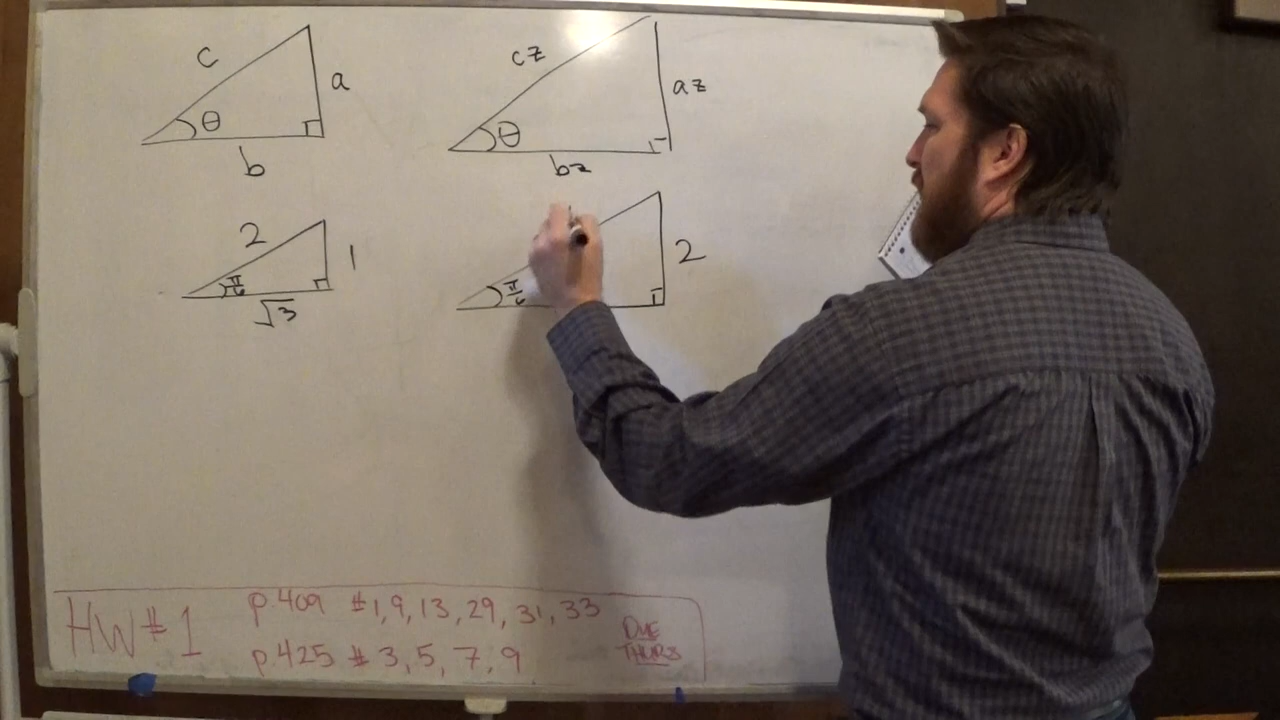 c
a
θ
b
cz
az
θ
bz
2
1
π/6
√3
2
π/6
HW #1
p.409 #1,9,13,29,31,33
p.425 #3,5,7,9
DUE
THURS